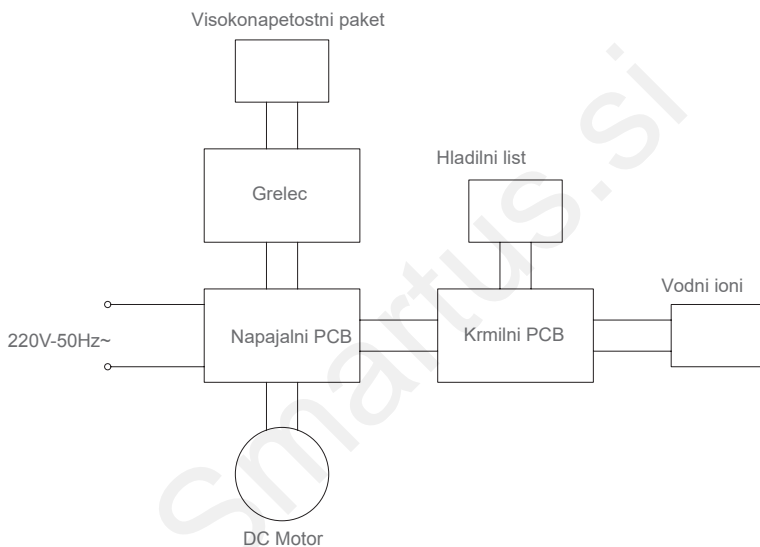 Visokonapetostni paket
Hladilni list
Grelec
Vodni ioni
220V-50Hz~
Napajalni PCB
Krmilni PCB
DC Motor
Smartus.si